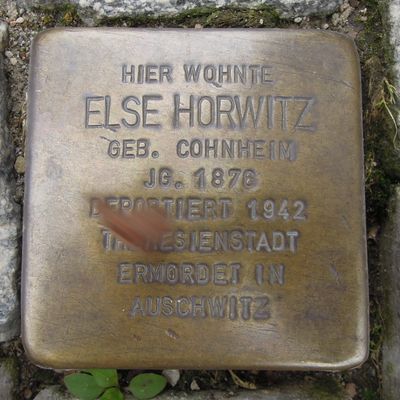 HIER WOHNTE
ELSE HORWITZ
GEB. COHNHEIM
JG. 1876
DEPORTIERT 1942
THERESIENSTADT
ERMORDET IN
AUSCHWITZ